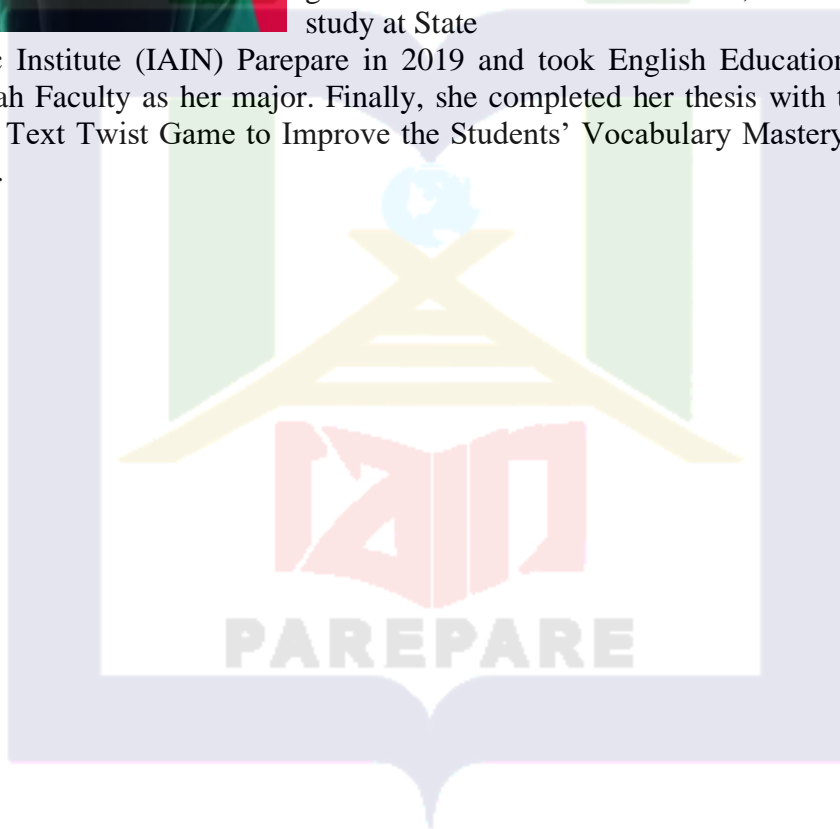 study at State
Institute (IAIN) Parepare in 2019 and took English Education
ah Faculty as her major. Finally, she completed her thesis with
Text Twist Game to Improve the Students’ Vocabulary Mastery
.
IAIN
PAREPARE